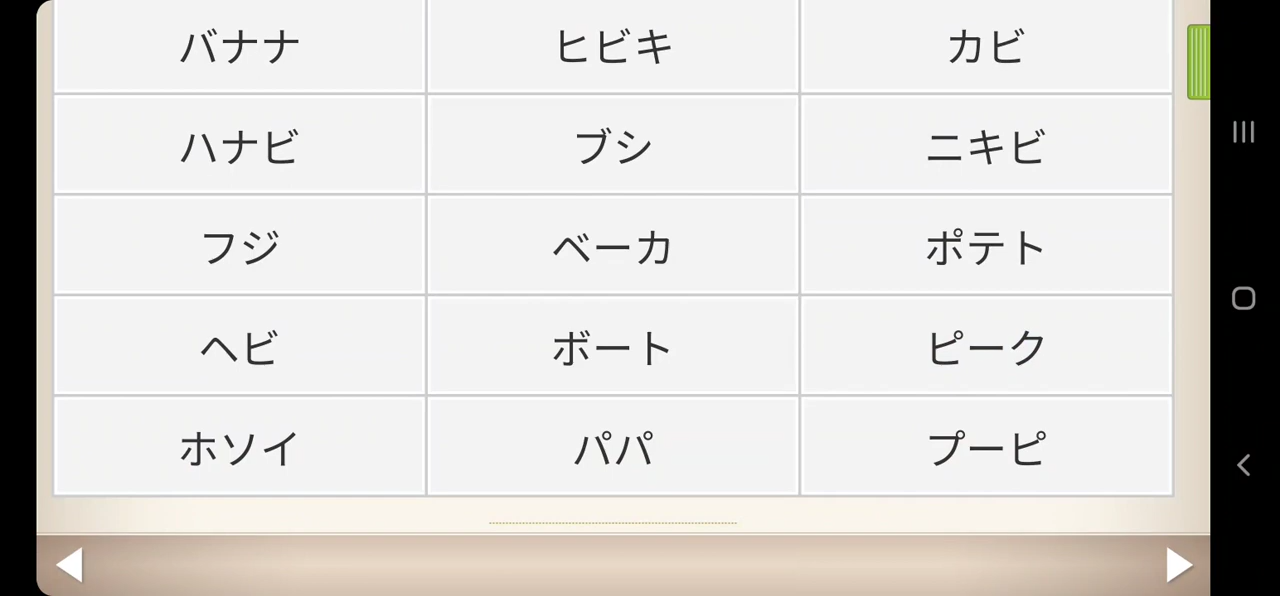 バナナ ヒビキ カビ
ハナビ ブシ ニキビ
フジ ベーカ ポテト
ヘビ ボート ピーク
ホソイ パパ プーピ